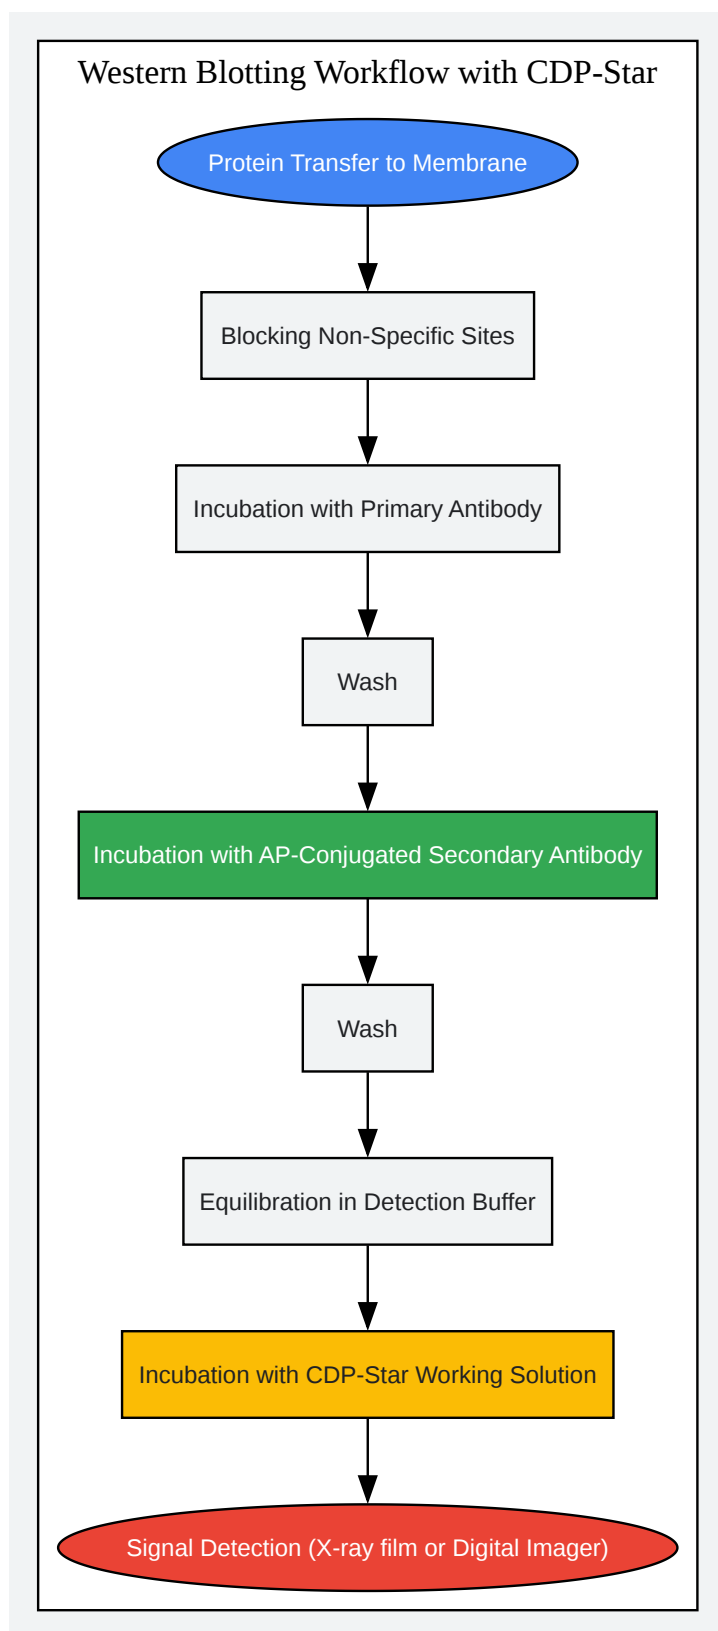 Western Blotting Workflow with CDP-Star
Protein Transfer to Membrane
Blocking Non-Specific Sites
Incubation with Primary Antibody
Wash
Incubation with AP-Conjugated Secondary Antibody
Wash
Equilibration in Detection Buffer
Incubation with CDP-Star Working Solution
Signal Detection (X-ray film or Digital Imager)